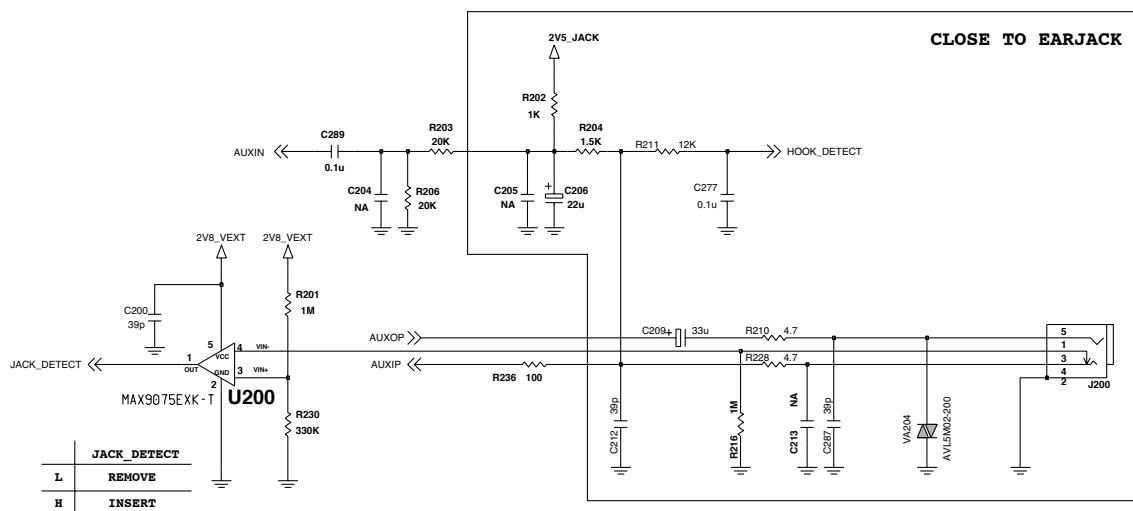 CLOSE TO EARJACK
2V5_JACK
R202
1K
C289
0.1u
R203
20K
R204
1.5K
R211
12K
AUXIN
HOOK_DETECT
C204
NA
R206
20K
C205
NA
+
C206
22u
C277
0.1u
2V8_VEXT
2V8_VEXT
R201
1M
C200
39p
AUXOP
C209
+
33u
R210
4.7
JACK_DETECT
1
OUT
5
VCC
4
VIN-
GND
3
VIN+
2
MAX9075EXK-T
U200
AUXIP
R236
100
R228
4.7
5
1
3
4
2
J200
R230
330K
C212
39p
R216
1M
C213
NA
C287
39p
VA204
AVL5M02-200
JACK_DETECT
L REMOVE
H INSERT